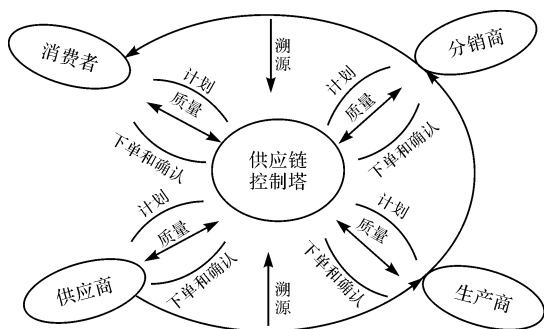 消费者
溯源
分销商
计划
质量
下单和确认
计划
质量
下单和确认
供应链
控制塔
计划
质量
下单和确认
计划
质量
下单和确认
供应商
溯源
生产商